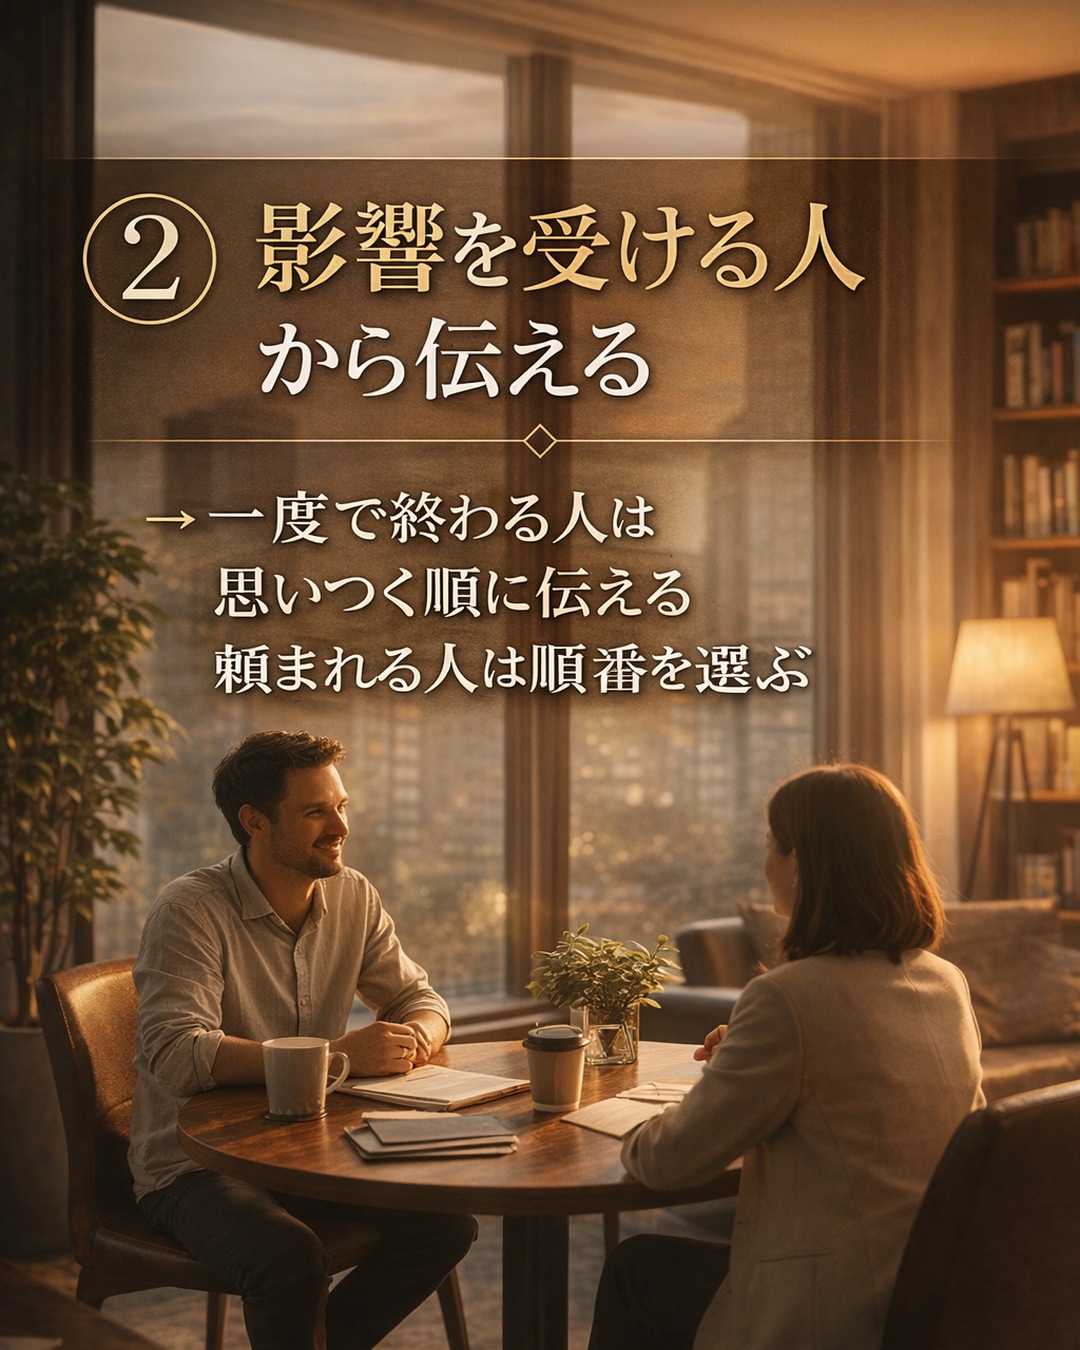 ② 影響を受ける人
から伝える
→一度で終わる人は
思いつく順に伝える
頼まれる人は順番を選ぶ